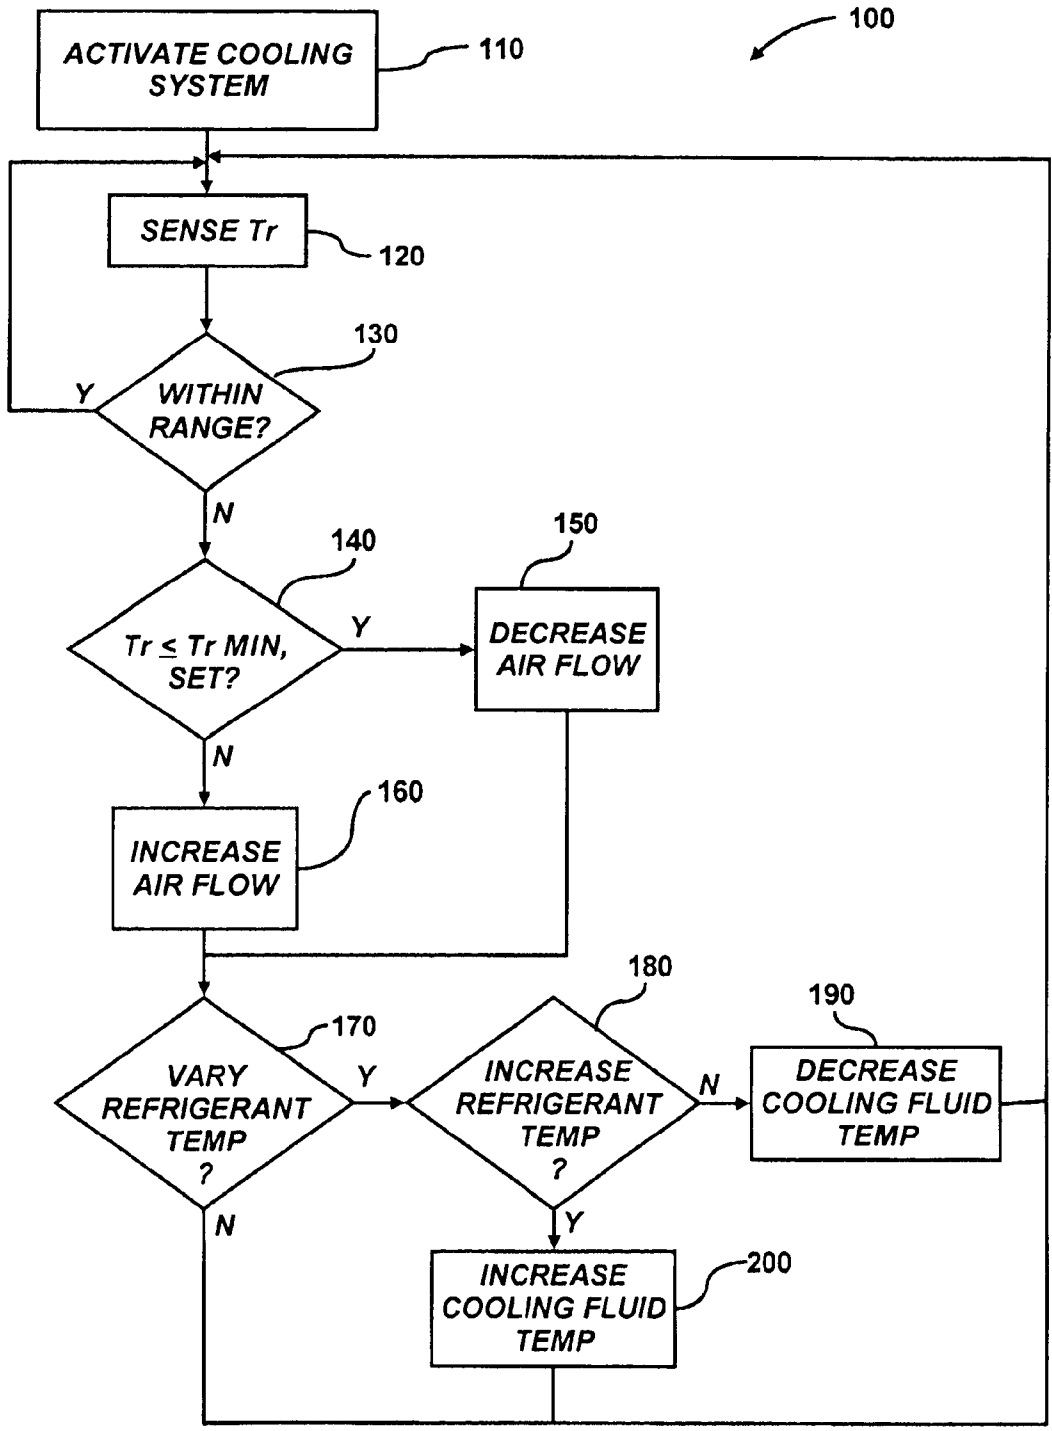 100
ACTIVATE COOLING
SYSTEM
110
SENSE Tr
120
130
WITHIN
RANGE?
Y
N
140
Tr ≤ Tr MIN,
SET?
Y
N
150
DECREASE
AIR FLOW
160
INCREASE
AIR FLOW
170
VARY
REFRIGERANT
TEMP
?
Y
N
180
INCREASE
REFRIGERANT
TEMP
?
N
Y
190
DECREASE
COOLING FLUID
TEMP
200
INCREASE
COOLING FLUID
TEMP